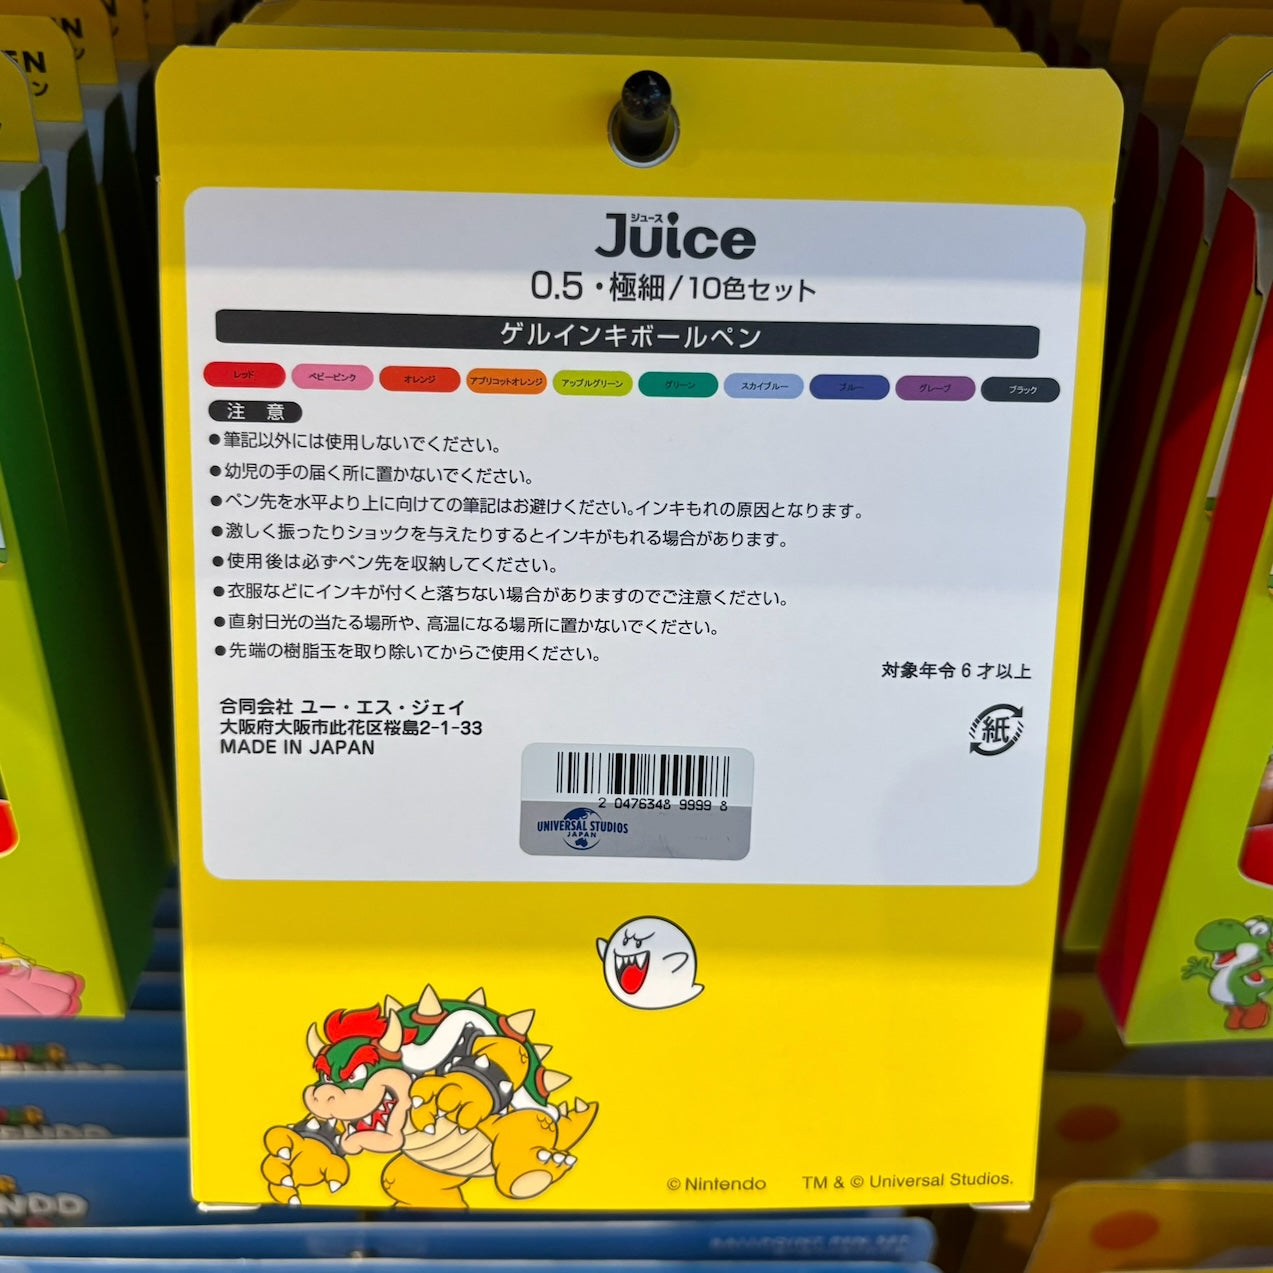 ジュース
Juice
0.5・極細/10色セット
ゲルインキボールペン
レッド ベビーピンク オレンジ アプリコットオレンジ アップルグリーン グリーン スカイブルー ブルー グレープ ブラック
注 意
●筆記以外には使用しないでください。
●幼児の手の届く所に置かないでください。
●ペン先を水平より上に向けての筆記はお避けください。インキもれの原因となります。
●激しく振ったりショックを与えたりするとインキがもれる場合があります。
●使用後は必ずペン先を収納してください。
●衣服などにインキが付くと落ちない場合がありますのでご注意ください。
●直射日光の当たる場所や、高温になる場所に置かないでください。
●先端の樹脂玉を取り除いてからご使用ください。
対象年令6才以上
合同会社 ユー・エス・ジェイ
大阪府大阪市此花区桜島2-1-33
MADE IN JAPAN
紙
2 0476348 9999 8
UNIVERSAL STUDIOS
JAPAN
©Nintendo TM & © Universal Studios.